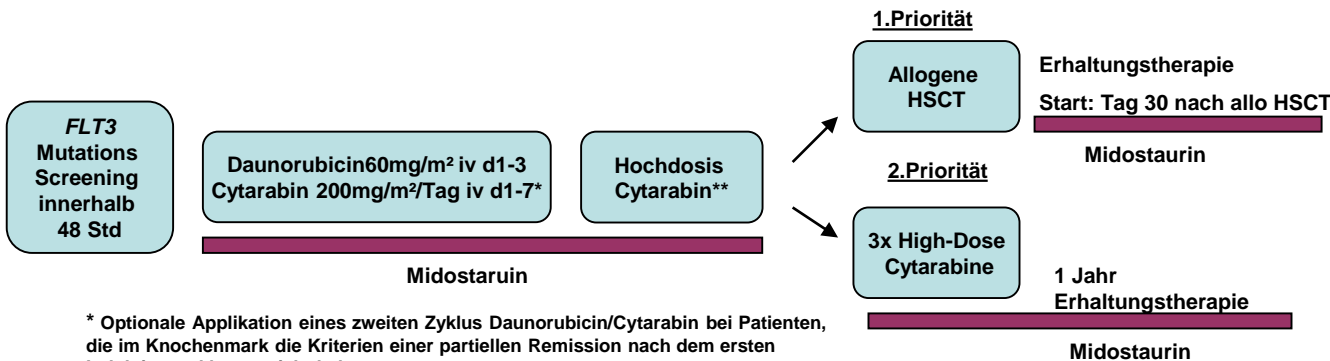 FLT3
Mutations
Screening
innerhalb
48 Std
Daunorubicin60mg/m² iv d1-3
Cytarabin 200mg/m²/Tag iv d1-7*
Hochdosis
Cytarabin**
Midostaruin
1.Priorität
Allogene
HSCT
Erhaltungstherapie
Start: Tag 30 nach allo HSCT
Midostaurin
2.Priorität
3x High-Dose
Cytarabine
1 Jahr
Erhaltungstherapie
Midostaurin
* Optionale Applikation eines zweiten Zyklus Daunorubicin/Cytarabin bei Patienten,
die im Knochenmark die Kriterien einer partiellen Remission nach dem ersten